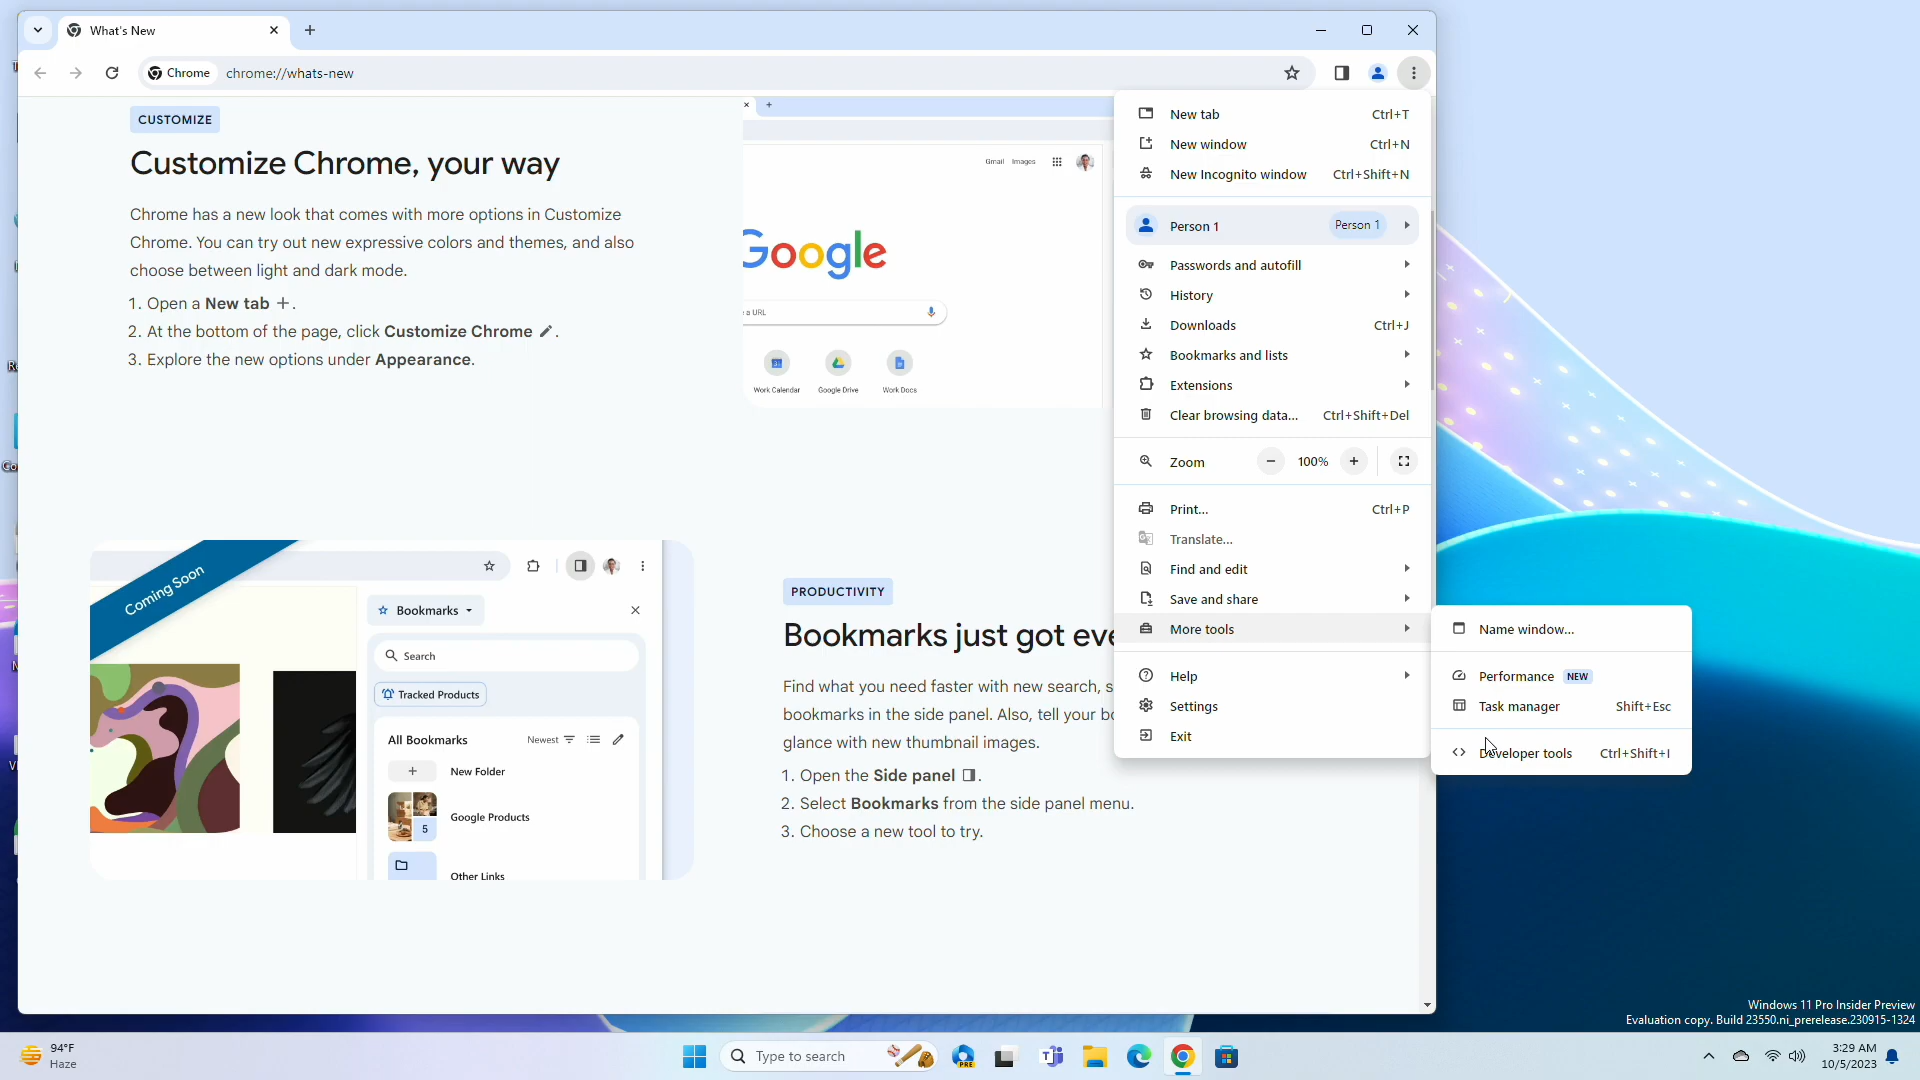 What's New
Chrome
chrome://whats-new
CUSTOMIZE
Customize Chrome, your way
Chrome has a new look that comes with more options in Customize
Chrome. You can try out new expressive colors and themes, and also
choose between light and dark mode.
1. Open a New tab +.
2. At the bottom of the page, click Customize Chrome.
3. Explore the new options under Appearance.
Gmail Images
Google
a URL
Work Calendar
Google Drive
Work Docs
New tab Ctrl+T
New window Ctrl+N
New Incognito window Ctrl+Shift+N
Person 1 Person 1
Passwords and autofill
History
Downloads Ctrl+J
Bookmarks and lists
Extensions
Clear browsing data... Ctrl+Shift+Del
Zoom − 100% +
Print... Ctrl+P
Translate...
Find and edit
Save and share
More tools
Help
Settings
Exit
Name window...
Performance NEW
Task manager Shift+Esc
Developer tools Ctrl+Shift+I
Coming Soon
Bookmarks
Search
Tracked Products
All Bookmarks
Newest
New Folder
5
Google Products
Other Links
PRODUCTIVITY
Bookmarks just got eve
Find what you need faster with new search, s
bookmarks in the side panel. Also, tell your bo
glance with new thumbnail images.
1. Open the Side panel.
2. Select Bookmarks from the side panel menu.
3. Choose a new tool to try.
Windows 11 Pro Insider Preview
Evaluation copy. Build 23550.ni_prerelease.230915-1324
94°F
Haze
Type to search
PRE
3:29 AM
10/5/2023